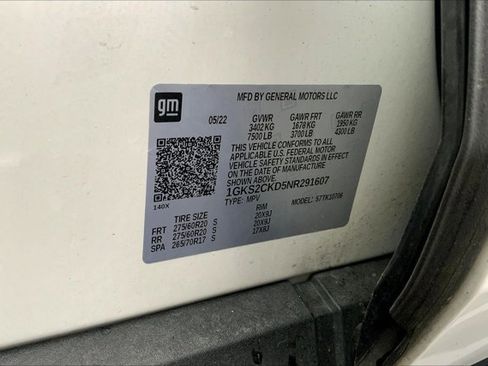 gm
MFD BY GENERAL MOTORS LLC
05/22 GVWR GAWR FRT GAWR RR
3402 KG 1678 KG 1950 KG
7500 LB 3700 LB 4300 LB
THIS VEHICLE CONFORMS TO ALL
APPLICABLE U.S. FEDERAL MOTOR
VEHICLE SAFETY STANDARDS IN EFFECT
ON THE DATE OF MANUFACTURE
SHOWN ABOVE.
1GKS2CKD5NR291607
140X TYPE: MPV 57TK10706
TIRE SIZE RIM
FRT 275/60R20 S 20X9J
RR 275/60R20 S 20X9J
SPA 265/70R17 S 17X8J